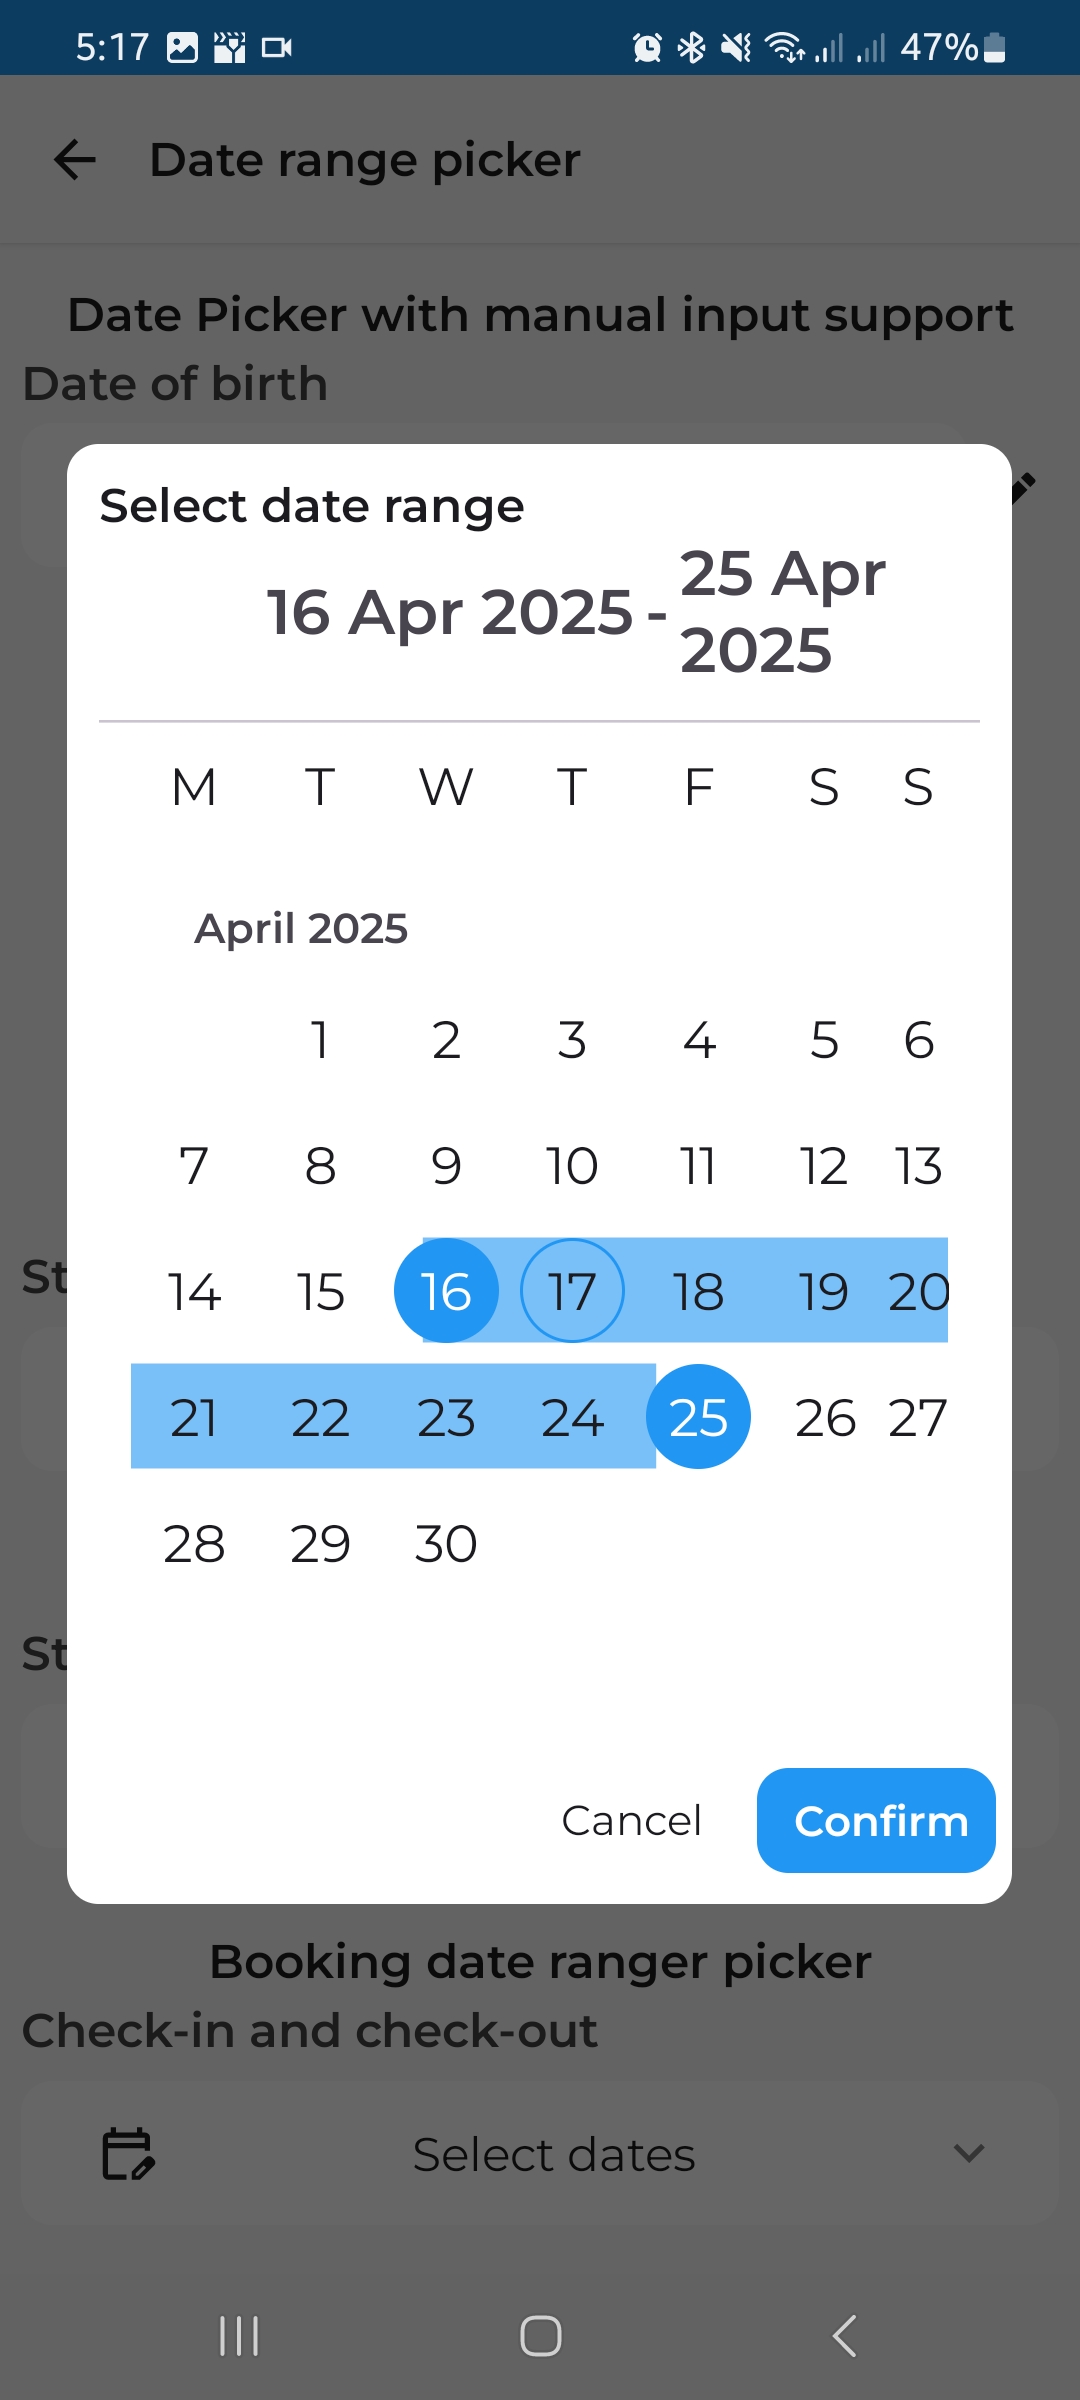 5:17 47%
Date range picker
Date Picker with manual input support
Date of birth
Select date range
16 Apr 2025 - 25 Apr 2025
M T W T F S S
April 2025
1 2 3 4 5 6
7 8 9 10 11 12 13
14 15 16 17 18 19 20
21 22 23 24 25 26 27
28 29 30
St
St
Cancel Confirm
Booking date ranger picker
Check-in and check-out
Select dates